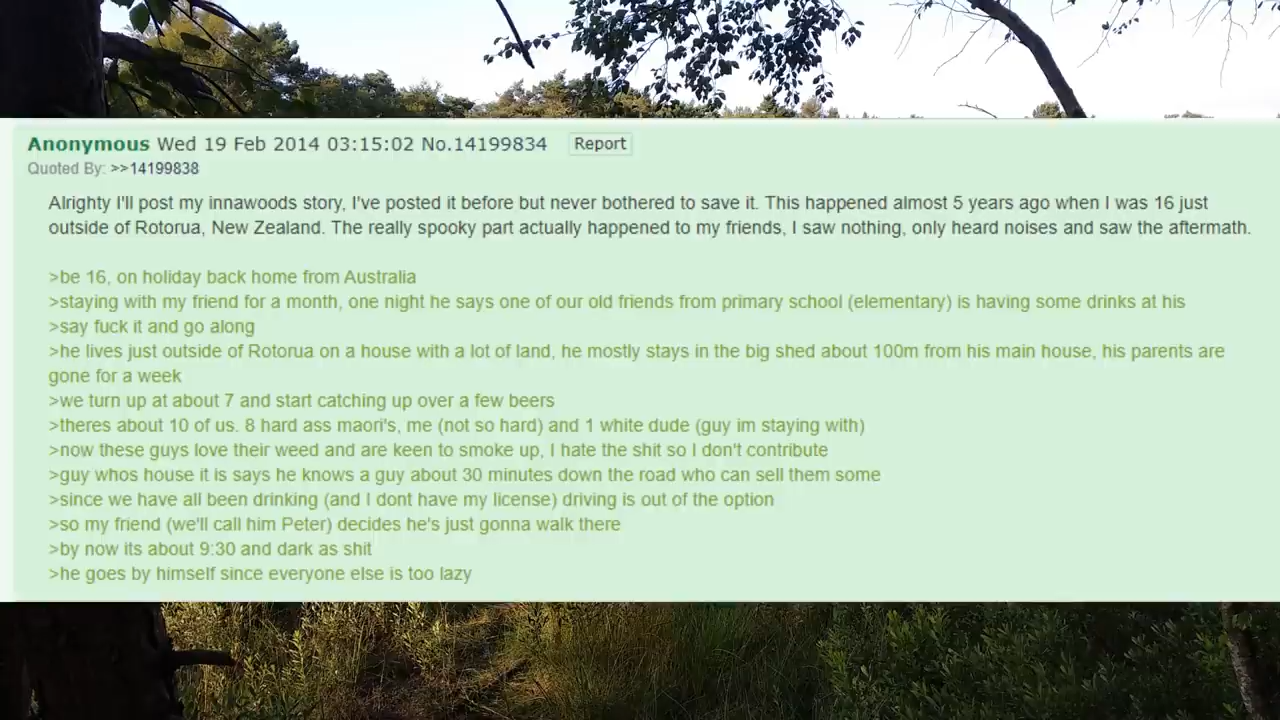 Anonymous Wed 19 Feb 2014 03:15:02 No.14199834 Report
Quoted By: >>14199838
Alrighty I'll post my innawoods story, I've posted it before but never bothered to save it. This happened almost 5 years ago when I was 16 just
outside of Rotorua, New Zealand. The really spooky part actually happened to my friends, I saw nothing, only heard noises and saw the aftermath.
>be 16, on holiday back home from Australia
>staying with my friend for a month, one night he says one of our old friends from primary school (elementary) is having some drinks at his
>say fuck it and go along
>he lives just outside of Rotorua on a house with a lot of land, he mostly stays in the big shed about 100m from his main house, his parents are
gone for a week
>we turn up at about 7 and start catching up over a few beers
>theres about 10 of us. 8 hard ass maori's, me (not so hard) and 1 white dude (guy im staying with)
>now these guys love their weed and are keen to smoke up, I hate the shit so I don't contribute
>guy whos house it is says he knows a guy about 30 minutes down the road who can sell them some
>since we have all been drinking (and I dont have my license) driving is out of the option
>so my friend (we'll call him Peter) decides he's just gonna walk there
>by now its about 9:30 and dark as shit
>he goes by himself since everyone else is too lazy